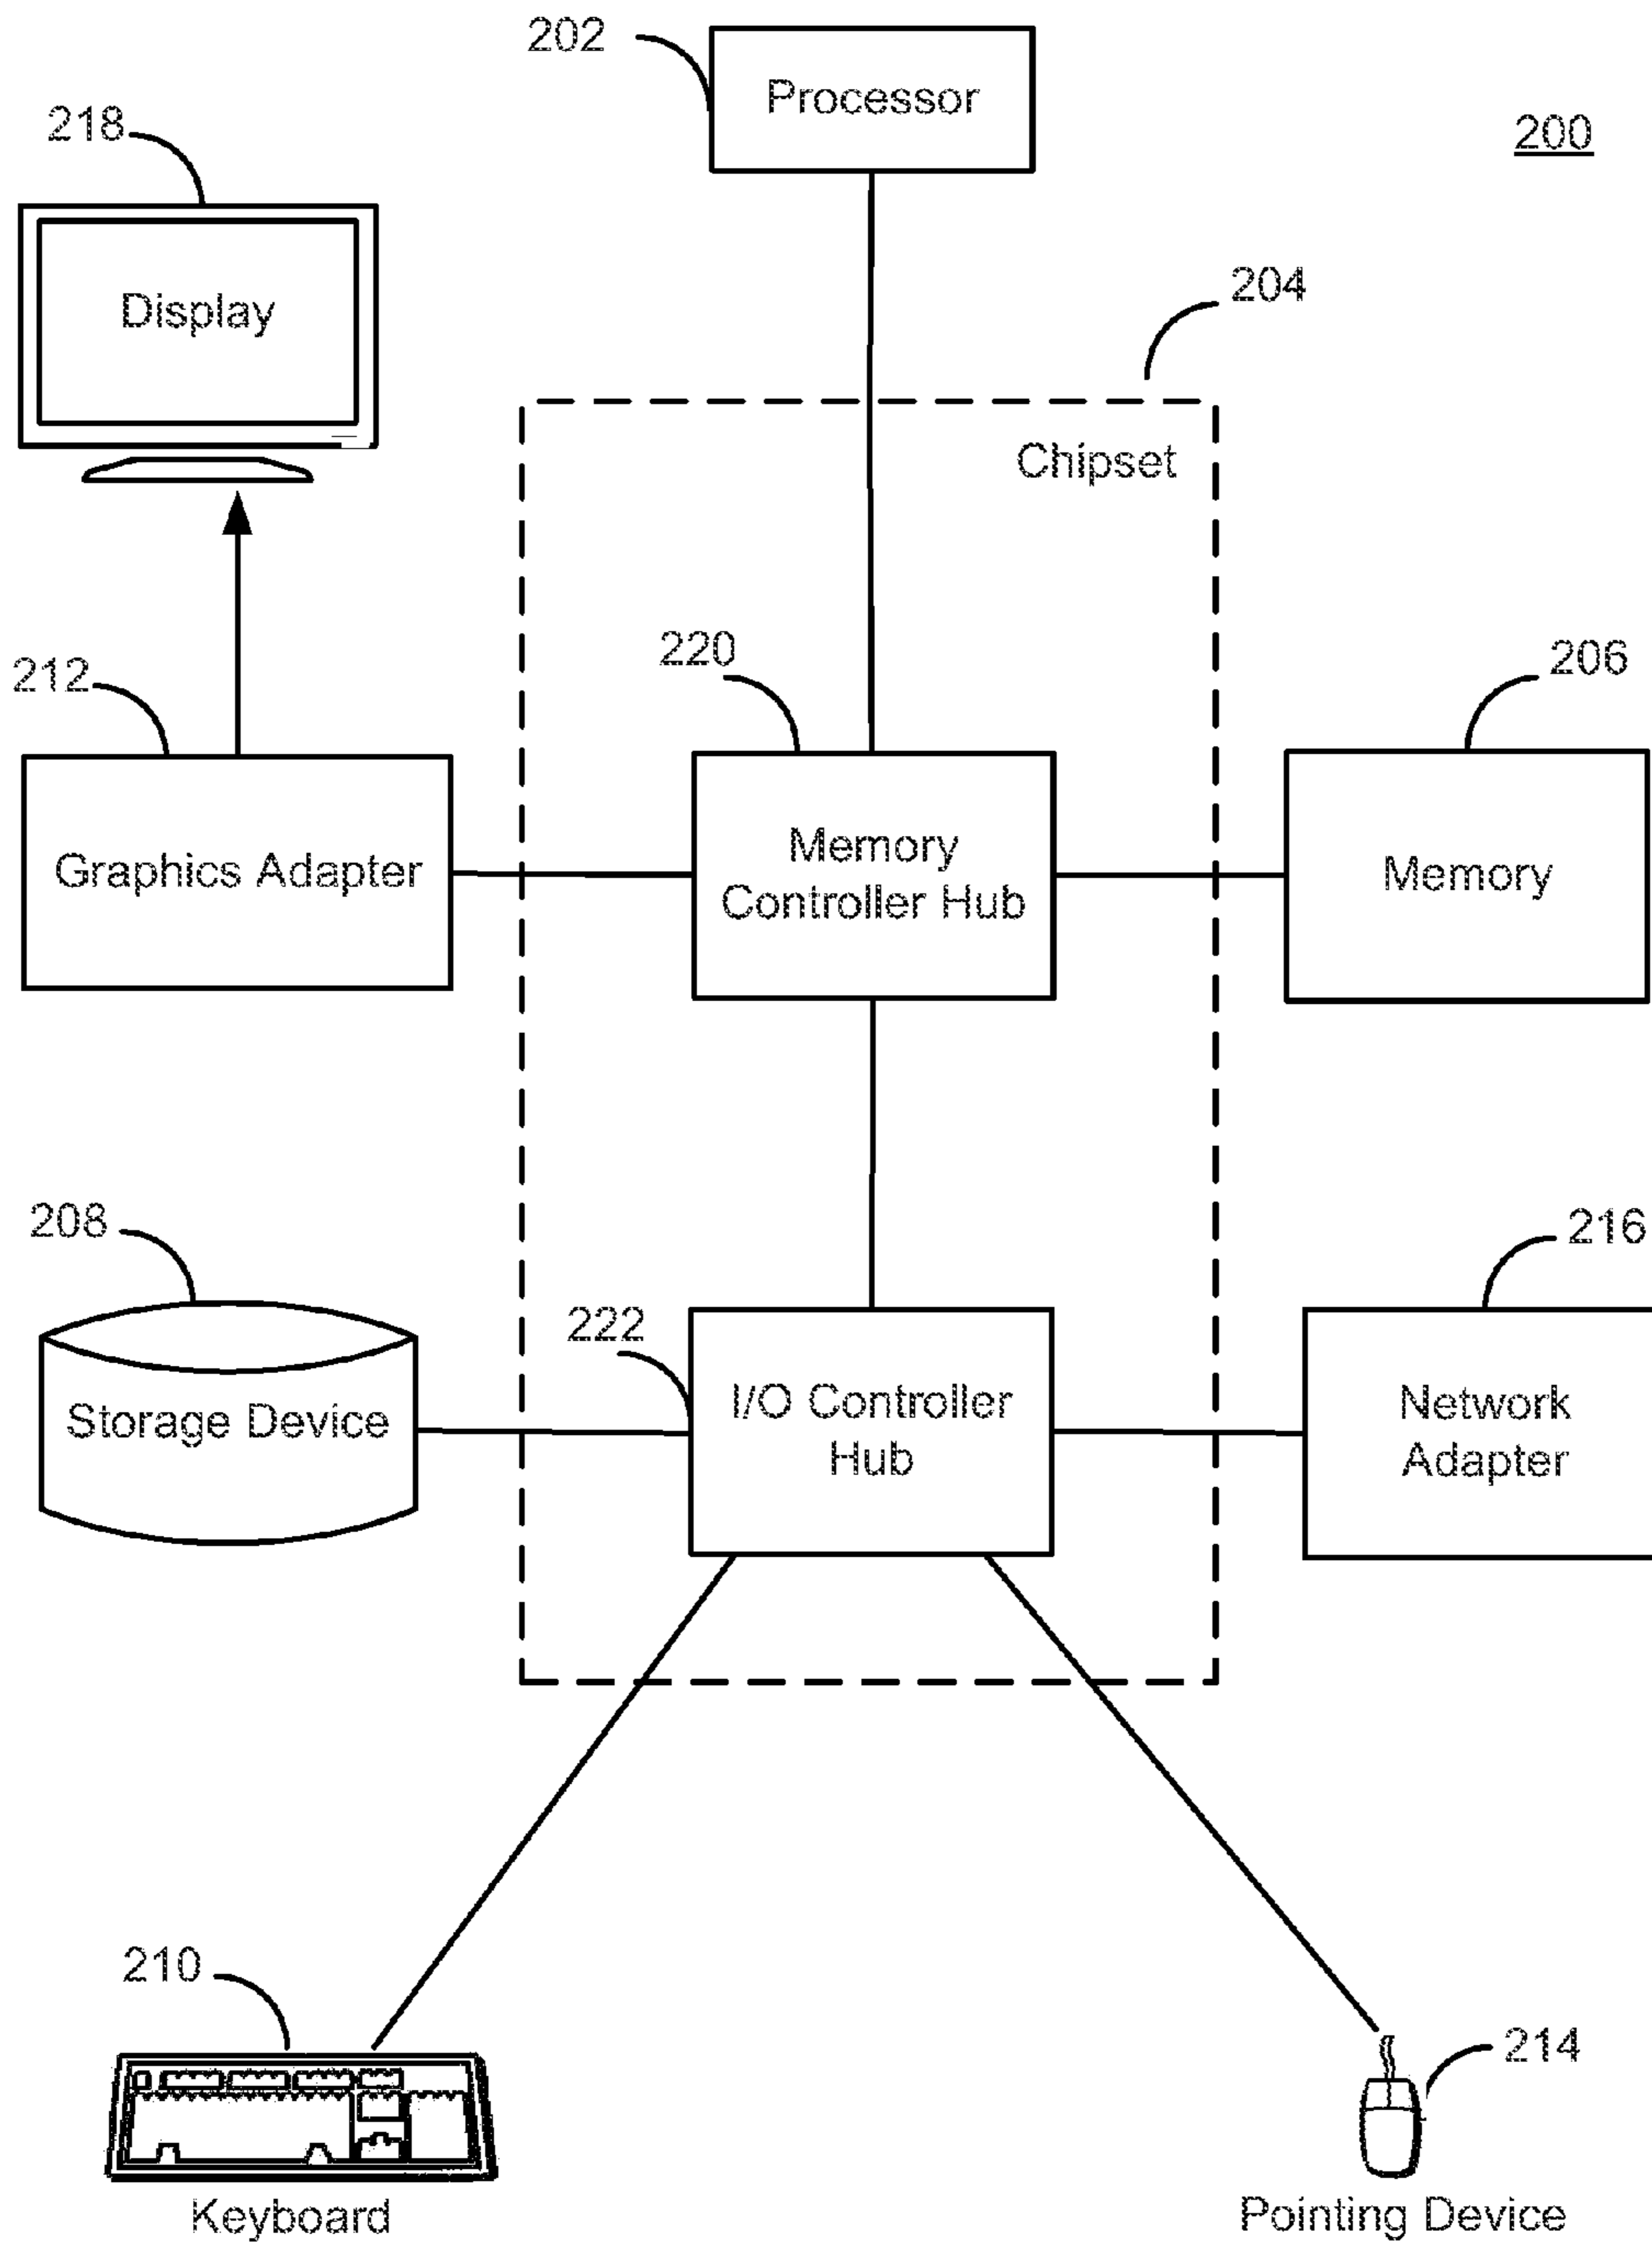 202
Processor
200
218
Display
204
Chipset
220
206
212
Graphics Adapter
Memory
Controller Hub
Memory
208
216
222
Storage Device
I/O Controller
Hub
Network
Adapter
210
214
Keyboard
Pointing Device